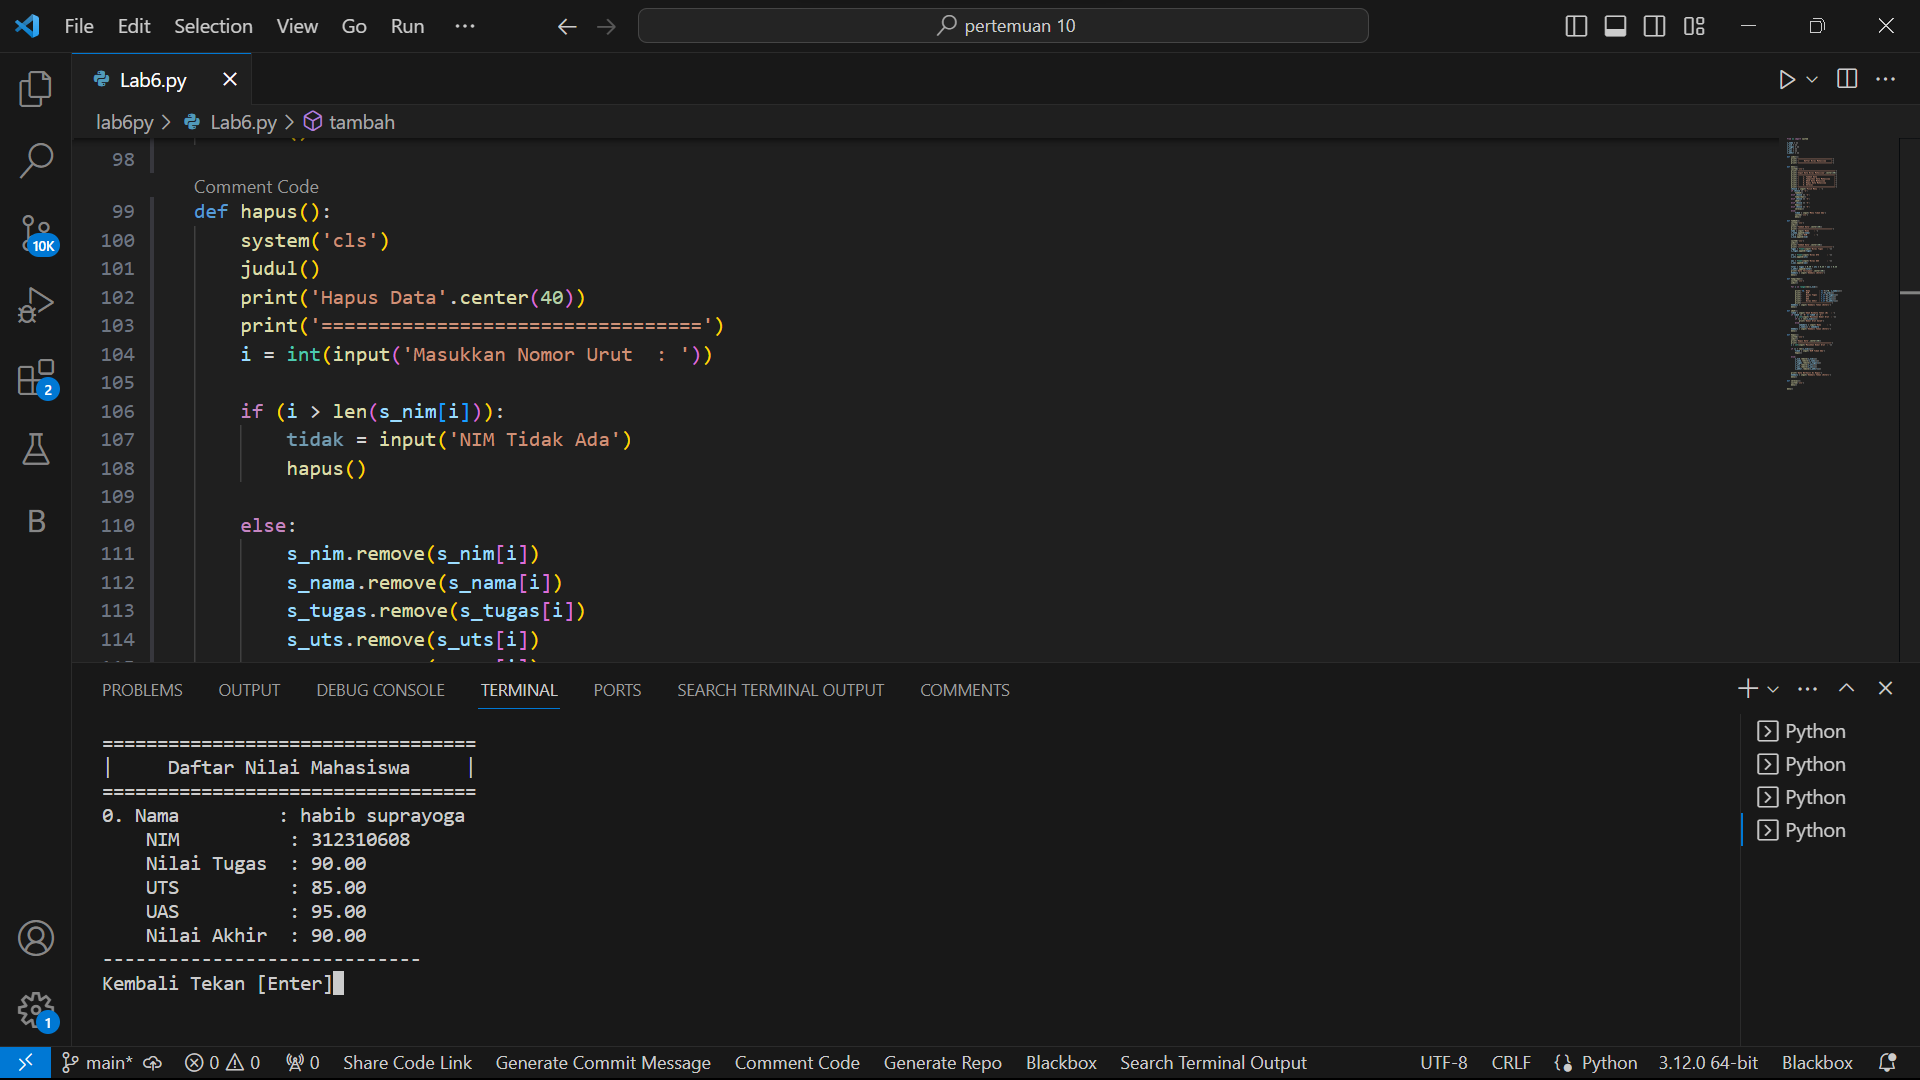 File Edit Selection View Go Run ···
pertemuan 10
Lab6.py
lab6py > Lab6.py > tambah
98
Comment Code
99 def hapus():
100 system('cls')
101 judul()
102 print('Hapus Data'.center(40))
103 print('=================================')
104 i = int(input('Masukkan Nomor Urut  : '))
105
106 if (i > len(s_nim[i])):
107 tidak = input('NIM Tidak Ada')
108 hapus()
109
110 else:
111 s_nim.remove(s_nim[i])
112 s_nama.remove(s_nama[i])
113 s_tugas.remove(s_tugas[i])
114 s_uts.remove(s_uts[i])
10K
2
B
1
PROBLEMS OUTPUT DEBUG CONSOLE TERMINAL PORTS SEARCH TERMINAL OUTPUT COMMENTS
==================================
|     Daftar Nilai Mahasiswa     |
==================================
0. Nama : habib suprayoga
NIM : 312310608
Nilai Tugas : 90.00
UTS : 85.00
UAS : 95.00
Nilai Akhir : 90.00
-----------------------------
Kembali Tekan [Enter]
Python
Python
Python
Python
main* 0 0 0 Share Code Link Generate Commit Message Comment Code Generate Repo Blackbox Search Terminal Output UTF-8 CRLF {} Python 3.12.0 64-bit Blackbox